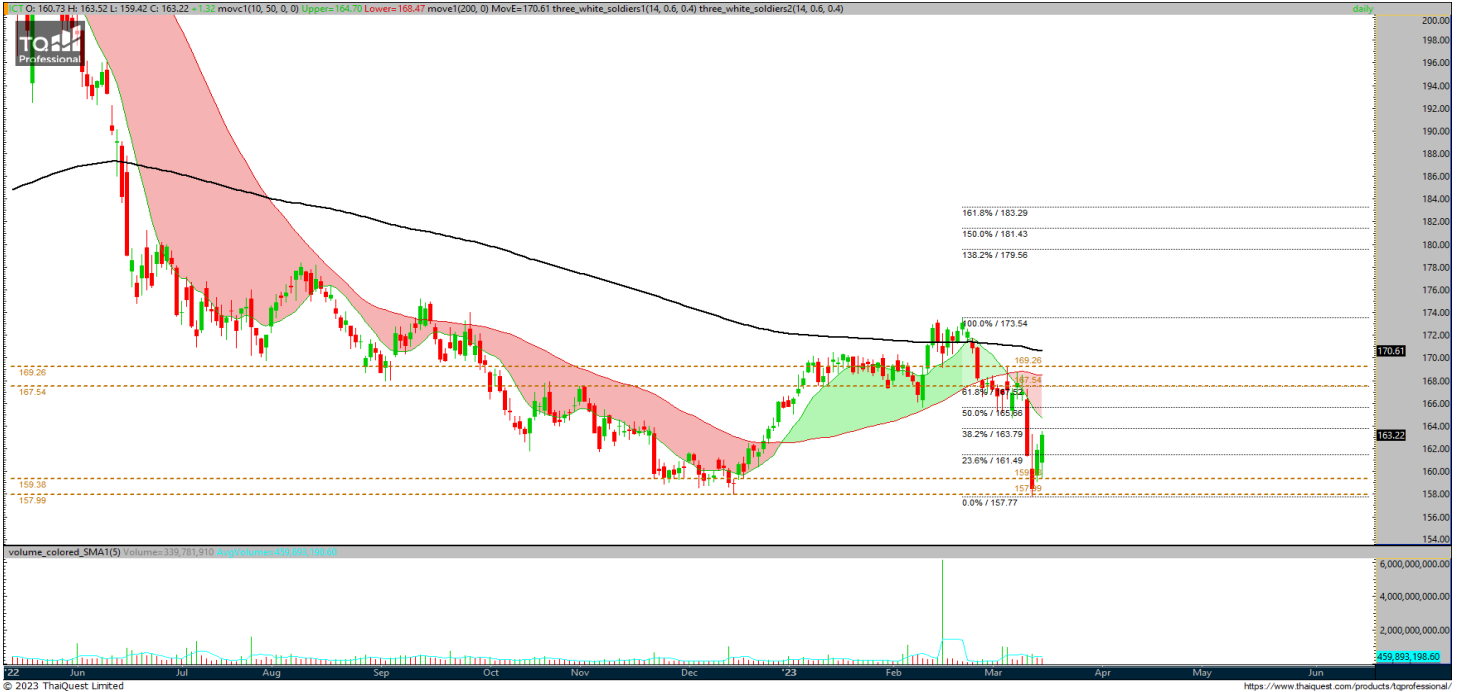 ICT O: 160.73 H: 163.52 L: 159.42 C: 163.22 +1.32 movc1(10, 50, 0, 0) Upper=164.70 Lower=168.47 move1(200, 0) MovE=170.61 three_white_soldiers1(14, 0.6, 0.4) three_white_soldiers2(14, 0.6, 0.4)
daily
TQ
Professional
200.00
198.00
196.00
194.00
192.00
190.00
188.00
186.00
184.00
182.00
180.00
178.00
176.00
174.00
172.00
170.61
170.00
168.00
166.00
164.00
163.22
162.00
160.00
158.00
156.00
154.00
161.8% / 183.29
150.0% / 181.43
138.2% / 179.56
100.0% / 173.54
169.26
169.26
167.54
61.8% /
50.0% / 165.66
38.2% / 163.79
23.6% / 161.49
159.38
157.99
157.99
0.0% / 157.77
volume_colored_SMA1(5) Volume=339,781,910 AvgVolume=459,893,198.60
6,000,000,000.00
4,000,000,000.00
2,000,000,000.00
459,893,198.60
'22 Jun Jul Aug Sep Oct Nov Dec '23 Feb Mar Apr May Jun
© 2023 ThaiQuest Limited
https://www.thaiquest.com/products/tqprofessional/